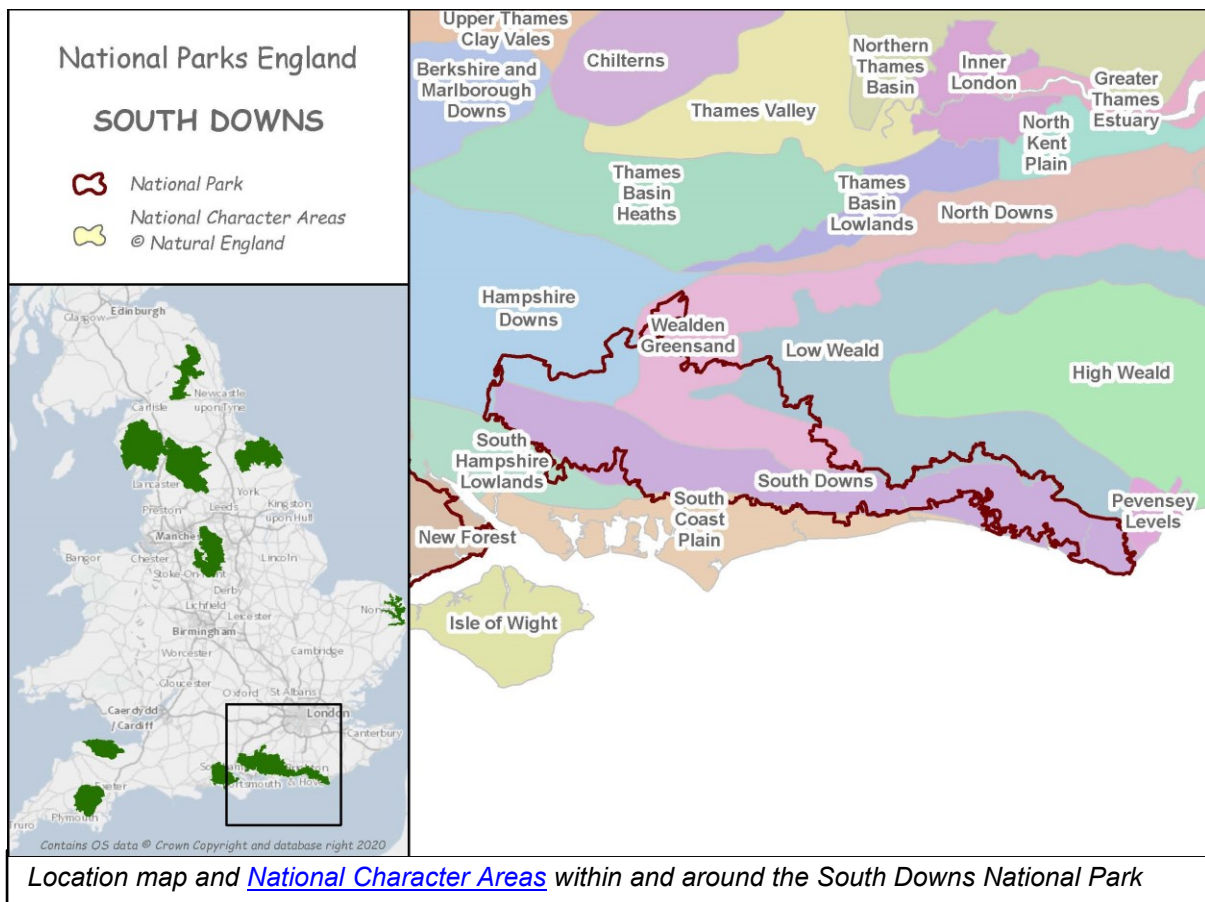 National Parks England
SOUTH DOWNS
National Park
National Character Areas
© Natural England
Edinburgh
Glasgow
Newcastle
upon Tyne
Carlisle
Lancaster
York
Kingston
upon Hull
Preston
Leeds
Manches
Bangor
Chester
Lincoln
Stoke-On-
nt
Derby
Nor
Lichfield
Leicester
Birmingham
Worcester
Cambridge
Gloucester
Oxford
St Albans
Caerdydd
/ Cardiff
London
Canterbury
& Hov
Exeter
Plymouth
Truro
Contains OS data © Crown Copyright and database right 2020
Upper Thames
Clay Vales
Berkshire and
Marlborough
Downs
Chilterns
Thames Valley
Northern
Thames
Basin
Inner
London
Greater
Thames
Estuary
North
Kent
Plain
Thames
Basin
Heaths
Thames
Basin
Lowlands
North Downs
Hampshire
Downs
Wealden
Greensand
Low Weald
High Weald
South
Hampshire
Lowlands
South Downs
South
Coast
Plain
Pevensey
Levels
New Forest
Isle of Wight
Location map and National Character Areas within and around the South Downs National Park